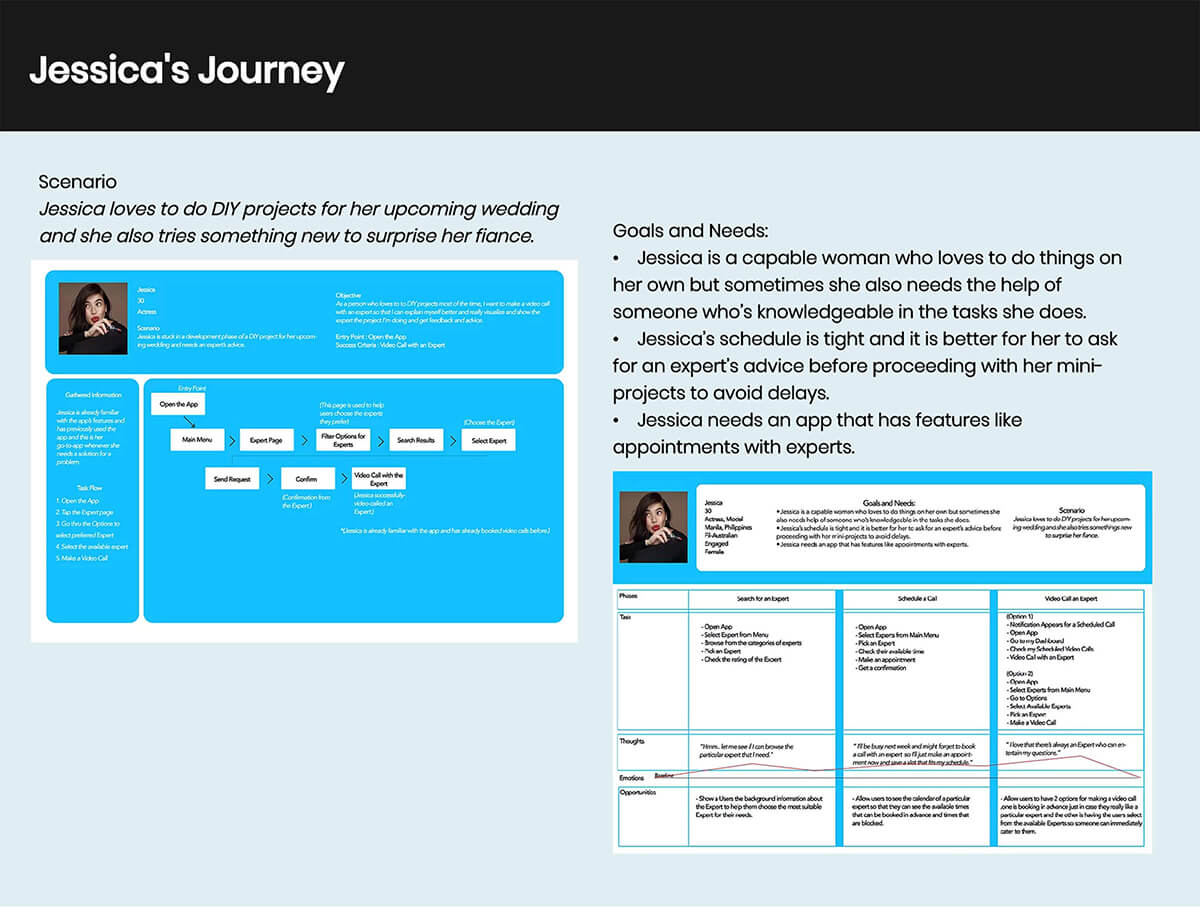 Jessica's Journey
Scenario
Jessica loves to do DIY projects for her upcoming wedding
and she also tries something new to surprise her fiance.
Jessica
30
Actress
Scenario
Jessica is stuck in a development phase of a DIY project for her upcom-
ing wedding and needs an expert's advice.
Objective
As a person who loves to to DIY projects most of the time, I want to make a video call
with an expert so that I can explain myself better and really visualize and show the
expert the project I'm doing and get feedback and advice.
Entry Point : Open the App
Success Criteria : Video Call with an Expert
Gathered Information
Jessica is already familiar
with the app's features and
has previously used the
app and this is her
go-to-app whenever she
needs a solution for a
problem.
Task Flow
1. Open the App
2. Tap the Expert page
3. Go thru the Options to
select preferred Expert
4. Select the available expert
5. Make a Video Call
Entry Point
Open the App
(This page is used to help
users choose the experts
they prefer)
(Choose the Expert)
Main Menu
Expert Page
Filter Options for
Experts
Search Results
Select Expert
Send Request
Confirm
Video Call with the
Expert
(Confirmation from
the Expert)
(Jessica successfully
video-called an
Expert.)
*(Jessica is already familiar with the app and has already booked video calls before.)
Goals and Needs:
• Jessica is a capable woman who loves to do things on
her own but sometimes she also needs the help of
someone who's knowledgeable in the tasks she does.
• Jessica's schedule is tight and it is better for her to ask
for an expert's advice before proceeding with her mini-
projects to avoid delays.
• Jessica needs an app that has features like
appointments with experts.
Jessica
30
Actress, Model
Manila, Philippines
Fil-Australian
Engaged
Female
Goals and Needs:
• Jessica is a capable woman who loves to do things on her own but sometimes she
also needs help of someone who's knowledgeable in the tasks she does.
• Jessica's schedule is tight and it is better for her to ask for an expert's advice before
proceeding with her mini-projects to avoid delays.
• Jessica needs an app that has features like appointments with experts.
Scenario
Jessica loves to do DIY projects for her upcom-
ing wedding and she also tries somethings new
to surprise her fiance.
Phases
Search for an Expert
Schedule a Call
Video Call an Expert
Task
- Open App
- Select Expert from Menu
- Browse from the categories of experts
- Pick an Expert
- Check the rating of the Expert
- Open App
- Select Experts from Main Menu
- Pick an Expert
- Check their available time
- Make an appointment
- Get a confirmation
(Option 1)
- Notification Appears for a Scheduled Call
- Open App
- Go to my Dashboard
- Check my Scheduled Video Calls
- Video Call with an Expert
(Option 2)
- Open App
- Select Experts from Main Menu
- Go to Options
- Select Available Experts
- Pick an Expert
- Make a Video Call
Thoughts
"Hmm.. let me see if I can browse the
particular expert that I need."
"I'll be busy next week and might forget to book
a call with an expert so I'll just make an appoint-
ment now and save a slot that fits my schedule."
"I love that there's always an Expert who can en-
tertain my questions."
Emotions
Baseline
Opportunities
- Show a Users the background information about
the Expert to help them choose the most suitable
Expert for their needs.
- Allow users to see the calendar of a particular
expert so that they can see the available times
that can be booked in advance and times that
are blocked.
- Allow users to have 2 options for making a video call
,one is booking in advance just in case they really like a
particular expert and the other is having the users select
from the available Experts so someone can immediately
cater to them.